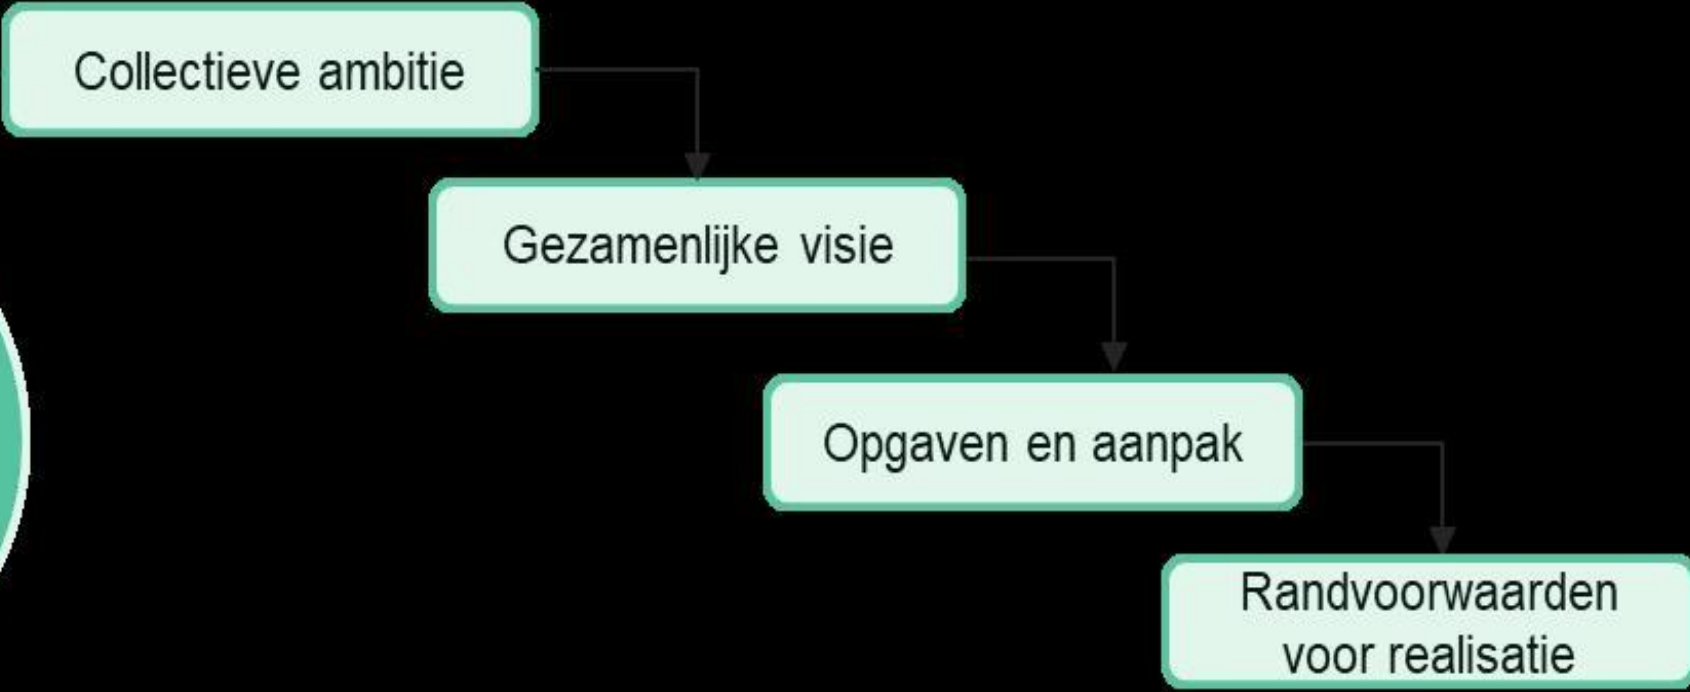 Collectieve ambitie
Gezamenlijke visie
Opgaven en aanpak
Randvoorwaarden
voor realisatie